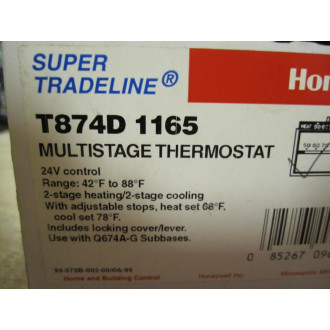 SUPER
TRADELINE®
Hon
T874D 1165
MULTISTAGE THERMOSTAT
24V control
Range: 42°F to 88°F
2-stage heating/2-stage cooling
With adjustable stops, heat set 68°F,
cool set 78°F.
Includes locking cover/lever.
Use with Q674A-G Subbases.
Home and Building Control Honeywell Inc.
HEAT
0 85267 09